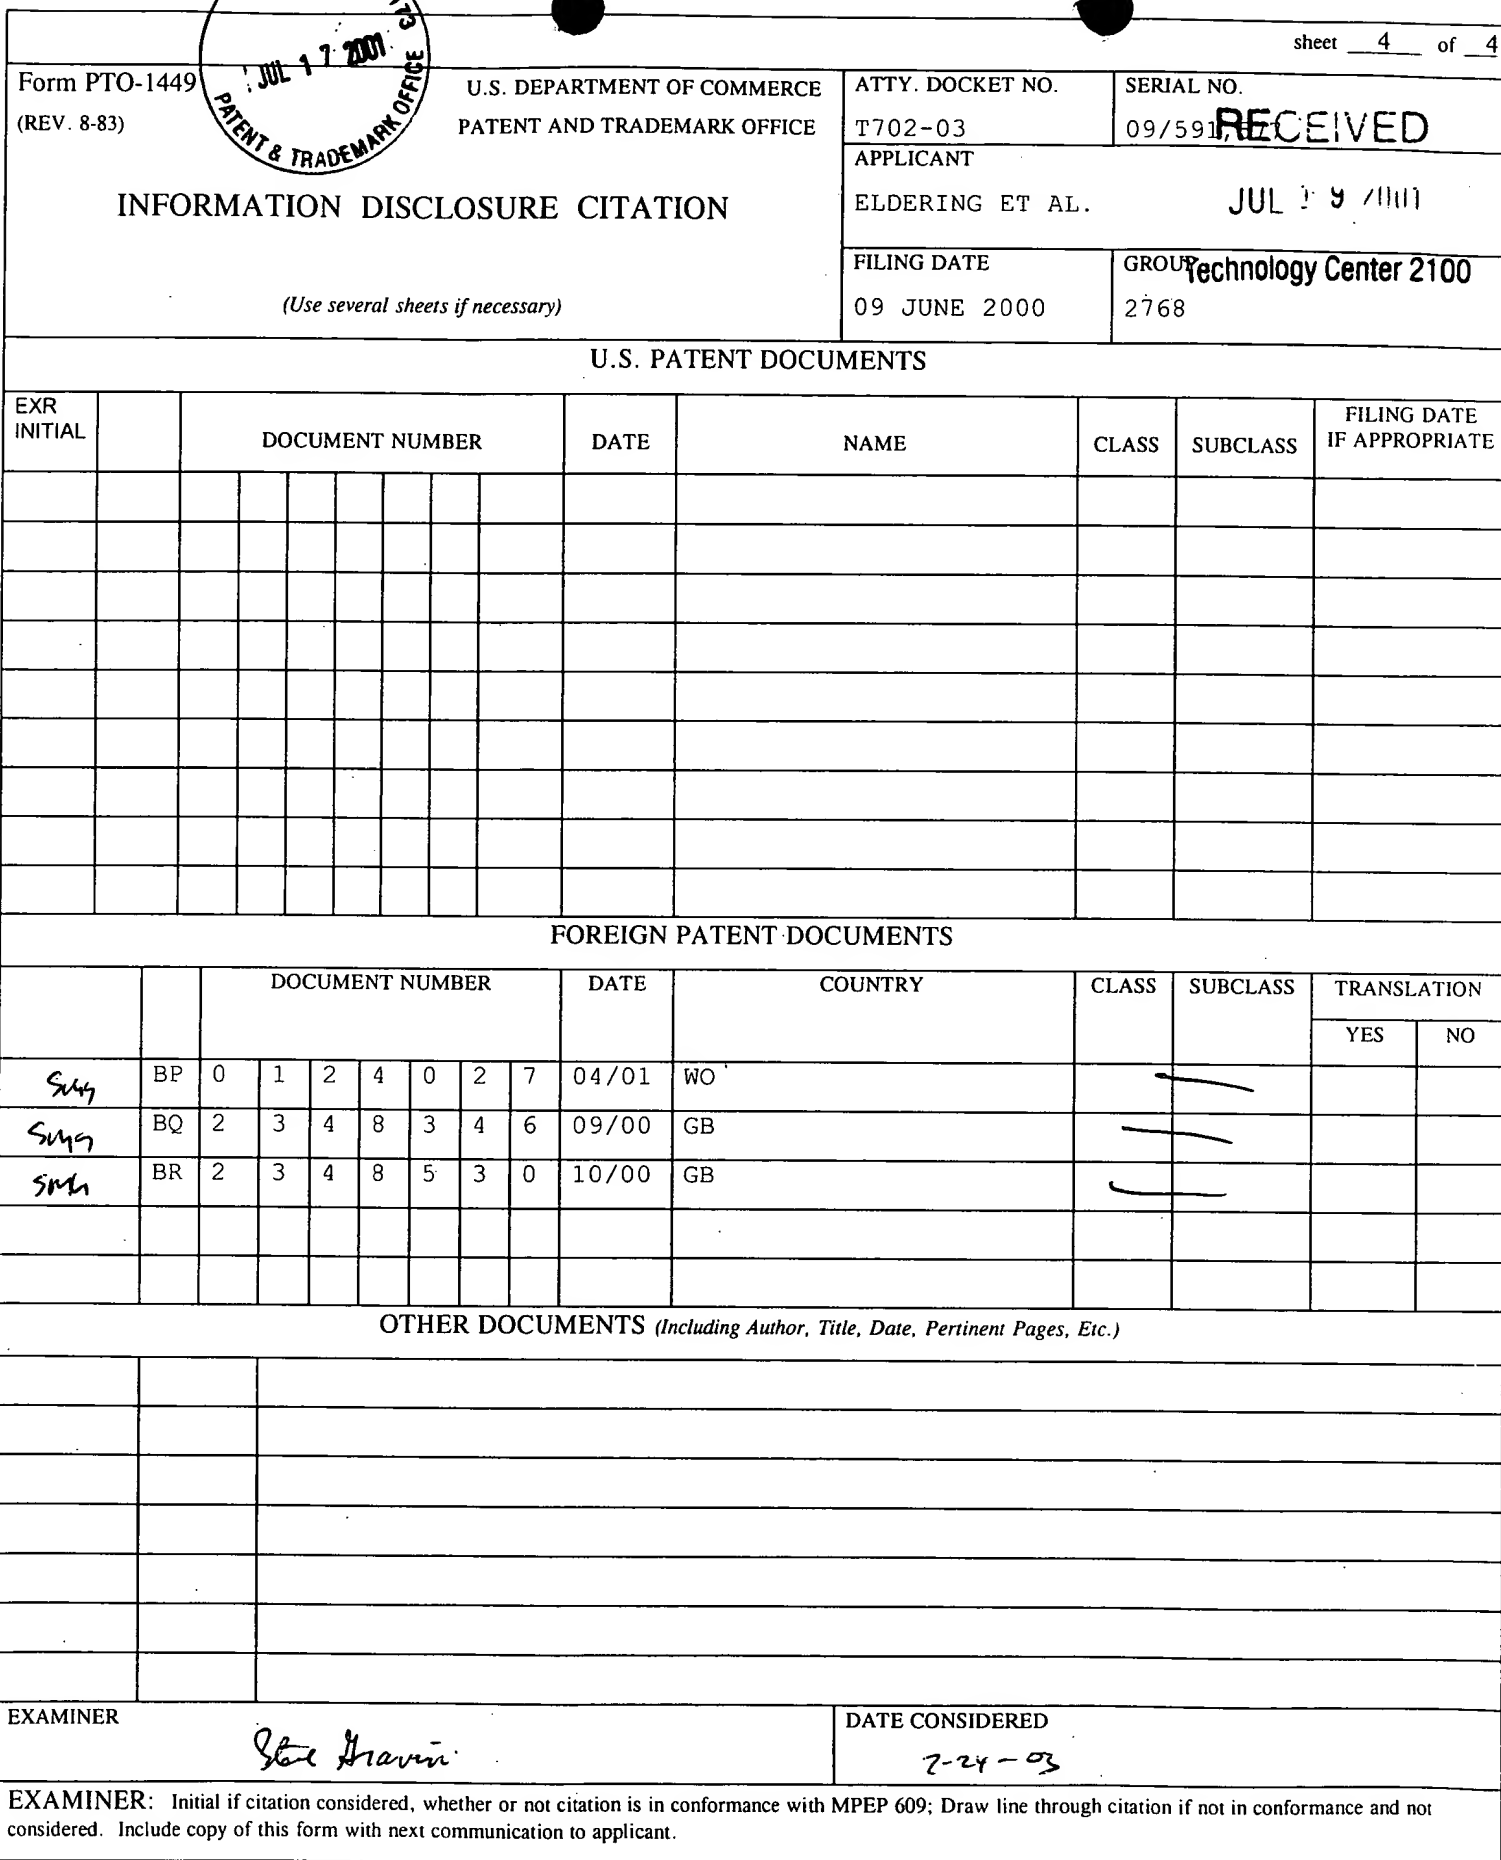 sheet 4 of 4
JUL 17 2001
PATENT & TRADEMARK OFFICE
Form PTO-1449
(REV. 8-83)
U.S. DEPARTMENT OF COMMERCE
PATENT AND TRADEMARK OFFICE
INFORMATION DISCLOSURE CITATION
(Use several sheets if necessary)
ATTY. DOCKET NO.
T702-03
SERIAL NO.
09/591,
RECEIVED
APPLICANT
ELDERING ET AL.
JUL 9
FILING DATE
09 JUNE 2000
GROUP
Technology Center 2100
2768
U.S. PATENT DOCUMENTS
EXR
INITIAL
DOCUMENT NUMBER DATE NAME CLASS SUBCLASS FILING DATE
IF APPROPRIATE
FOREIGN PATENT DOCUMENTS
DOCUMENT NUMBER DATE COUNTRY CLASS SUBCLASS TRANSLATION
YES NO
BP 0 1 2 4 0 2 7 04/01 WO
BQ 2 3 4 8 3 4 6 09/00 GB
BR 2 3 4 8 5 3 0 10/00 GB
OTHER DOCUMENTS (Including Author, Title, Date, Pertinent Pages, Etc.)
EXAMINER
Steve Gravini
DATE CONSIDERED
7-24-03
EXAMINER: Initial if citation considered, whether or not citation is in conformance with MPEP 609; Draw line through citation if not in conformance and not
considered. Include copy of this form with next communication to applicant.